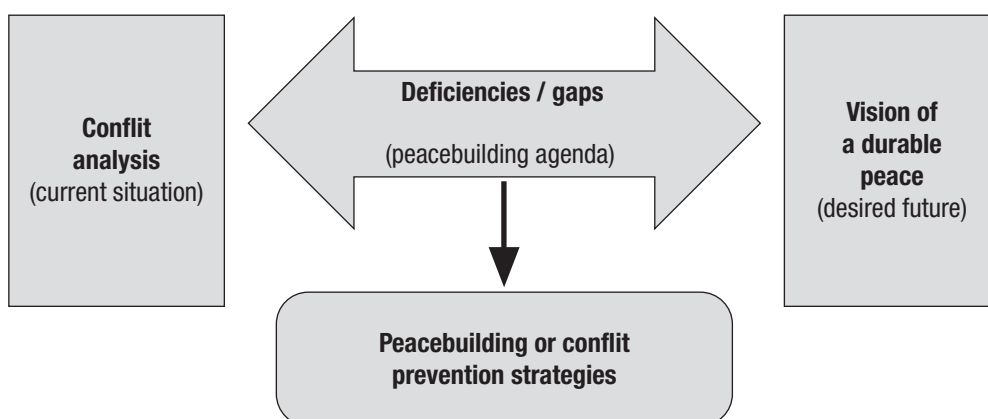 Conflit
analysis
(current situation)
Deficiencies / gaps
(peacebuilding agenda)
Vision of
a durable
peace
(desired future)
Peacebuilding or conflit
prevention strategies